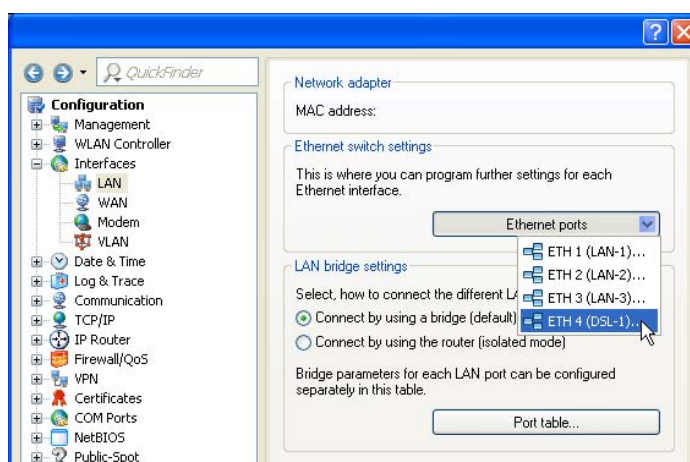 QuickFinder
Configuration
Management
WLAN Controller
Interfaces
LAN
WAN
Modem
VLAN
Date & Time
Log & Trace
Communication
TCP/IP
IP Router
Firewall/QoS
VPN
Certificates
COM Ports
NetBIOS
Public-Spot
Network adapter
MAC address:
Ethernet switch settings
This is where you can program further settings for each
Ethernet interface.
Ethernet ports
ETH 1 (LAN-1)...
ETH 2 (LAN-2)...
ETH 3 (LAN-3)...
ETH 4 (DSL-1)...
LAN bridge settings
Select, how to connect the different
Connect by using a bridge (default)
Connect by using the router (isolated mode)
Bridge parameters for each LAN port can be configured
separately in this table.
Port table...